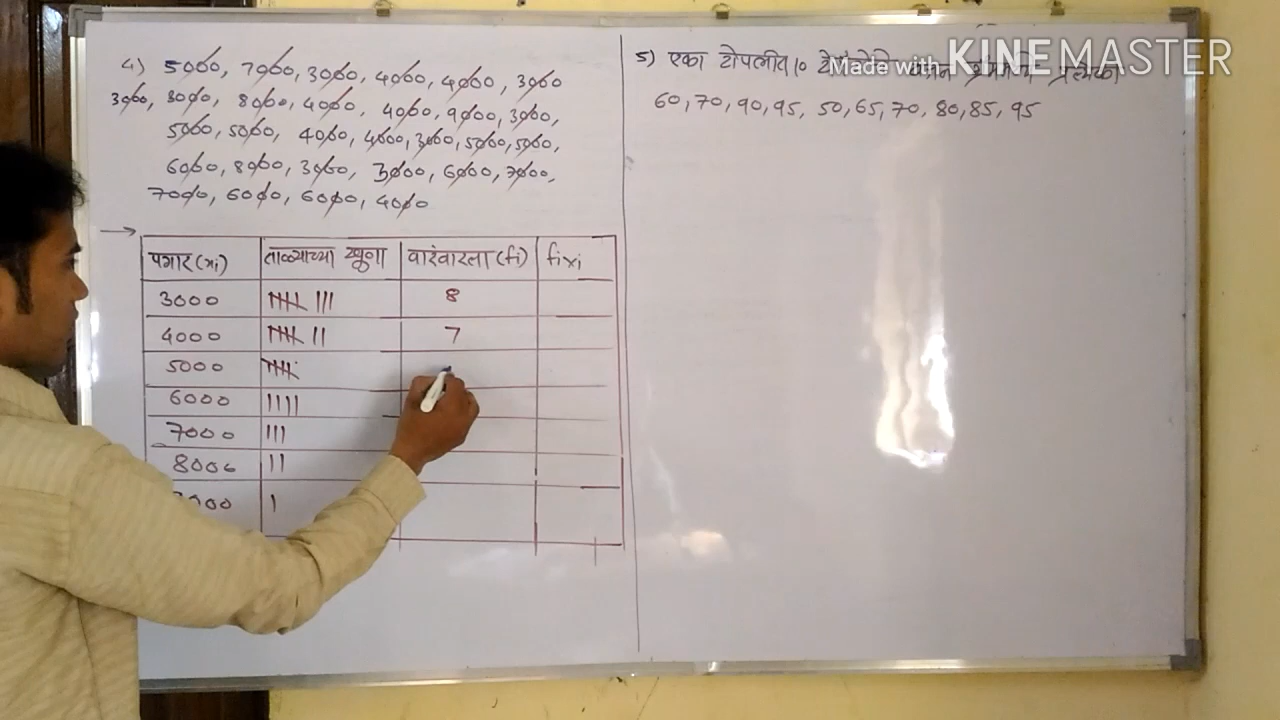 4) 5000, 7000, 3000, 4000, 4000, 3000
3000, 8000, 8000, 4000, 4000, 9000, 3000,
5000, 5000, 4000, 4000, 3000, 5000, 5000,
6000, 8000, 3000, 3000, 6000, 7000,
7000, 6000, 6000, 4000
पगार (xi) ताळ्याच्या खुणा वारंवारता (fi) fixi
3000 8
4000 7
5000
6000
7000
8000
000
5) एका टोपलीत 10
60, 70, 90, 95, 50, 65, 70, 80, 85, 95
Made with KINEMASTER